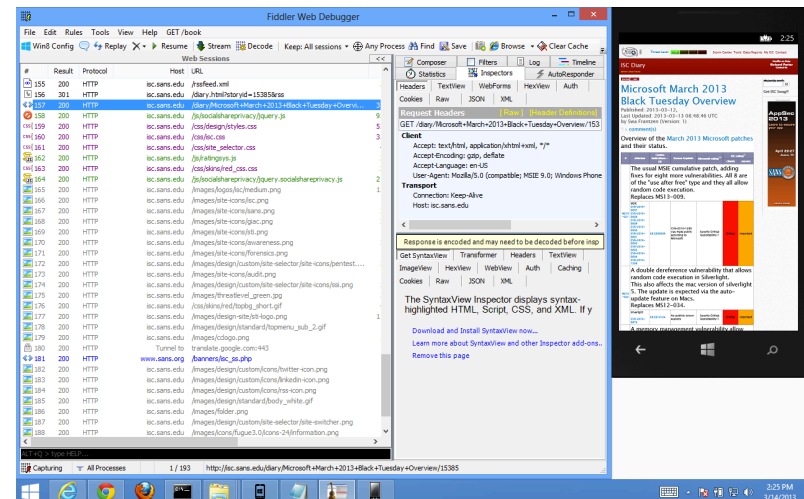 Fiddler Web Debugger
File Edit Rules Tools View Help GET /book
Win8 Config Replay X Resume Stream Decode Keep: All sessions Any Process Find Save Browse Clear Cache
Web Sessions <<
# Result Protocol Host URL
155 200 HTTP isc.sans.edu /rssfeed.xml
156 301 HTTP isc.sans.edu /diary.html?storyid=15385&rss
157 200 HTTP isc.sans.edu /diary/Microsoft+March+2013+Black+Tuesday+Overvi... 3
158 200 HTTP isc.sans.edu /js/socialshareprivacy/jquery.socialshareprivacy.js 9
159 200 HTTP isc.sans.edu /css/design/styles.css 5
160 200 HTTP isc.sans.edu /css/isc.css 3
161 200 HTTP isc.sans.edu /css/site_selector.css
162 200 HTTP isc.sans.edu /js/ratingsys.js
163 200 HTTP isc.sans.edu /css/skins/red_css.css
164 200 HTTP isc.sans.edu /js/socialshareprivacy/jquery.socialshareprivacy.js 2
165 200 HTTP isc.sans.edu /images/logos/isc/medium.png 1
166 200 HTTP isc.sans.edu /images/site-icons/isc.png
167 200 HTTP isc.sans.edu /images/site-icons/sans.png
168 200 HTTP isc.sans.edu /images/site-icons/giac.png
169 200 HTTP isc.sans.edu /images/site-icons/sti.png
170 200 HTTP isc.sans.edu /images/site-icons/awareness.png
171 200 HTTP isc.sans.edu /images/site-icons/forensics.png
172 200 HTTP isc.sans.edu /images/design/custom/site-selector/site-icons/pentest....
173 200 HTTP isc.sans.edu /images/site-icons/audit.png
174 200 HTTP isc.sans.edu /images/design/custom/site-selector/site-icons/ssi.png
175 200 HTTP isc.sans.edu /images/threatlevel_green.jpg
176 200 HTTP isc.sans.edu /css/skins/red/topbg_short.gif
177 200 HTTP isc.sans.edu /images/design-site/sti-logo.png 1
178 200 HTTP isc.sans.edu /images/design/standard/topmenu_sub_2.gif
179 200 HTTP isc.sans.edu /images/cdlogo.png
180 200 HTTP Tunnel to translate.google.com:443
181 200 HTTP www.sans.org /banners/isc_ss.php
182 200 HTTP isc.sans.edu /images/design/custom/icons/twitter-icon.png
183 200 HTTP isc.sans.edu /images/design/custom/icons/linkedin-icon.png
184 200 HTTP isc.sans.edu /images/design/custom/icons/rss-icon.png
185 200 HTTP isc.sans.edu /images/design/standard/body_white.gif
186 200 HTTP isc.sans.edu /images/folder.png
187 200 HTTP isc.sans.edu /images/design/custom/site-selector/site-switcher.png
188 200 HTTP isc.sans.edu /images/icons/fugue3.0/icons-24/information.png
ALT+Q > type HELP...
Capturing All Processes 1 / 193 http://isc.sans.edu/diary/Microsoft+March+2013+Black+Tuesday+Overview/15385
Composer Filters Log Timeline
Statistics Inspectors AutoResponder
Headers TextView WebForms HexView Auth
Cookies Raw JSON XML
Request Headers [Raw] [Header Definitions]
GET /diary/Microsoft+March+2013+Black+Tuesday+Overview/153
Client
Accept: text/html, application/xhtml+xml, */*
Accept-Encoding: gzip, deflate
Accept-Language: en-US
User-Agent: Mozilla/5.0 (compatible; MSIE 9.0; Windows Phone
Transport
Connection: Keep-Alive
Host: isc.sans.edu
Response is encoded and may need to be decoded before insp
Get SyntaxView Transformer Headers TextView
ImageView HexView WebView Auth Caching
Cookies Raw JSON XML
The SyntaxView Inspector displays syntax-
highlighted HTML, Script, CSS, and XML. If y
Download and Install SyntaxView now...
Learn more about SyntaxView and other Inspector add-ons..
Remove this page
2:25
ISC Diary
Microsoft March 2013
Black Tuesday Overview
Published: 2013-03-12,
Last Updated: 2013-03-13 08:48:46 UTC
by Swa Frantzen (Version: 1)
comment(s)
Overview of the March 2013 Microsoft patches
and their status.
The usual MSIE cumulative patch, adding
fixes for eight more vulnerabilities. All 8 are
of the "use after free" type and they all allow
random code execution.
Replaces MS13-009.
A double dereference vulnerability that allows
random code execution in Silverlight.
This also affects the mac version of silverlight
5. The update is expected via the auto-
update feature on Macs.
Replaces MS12-034.
A memory management vulnerability allow
AppSec
2013
SANS
2:25 PM
3/14/2013